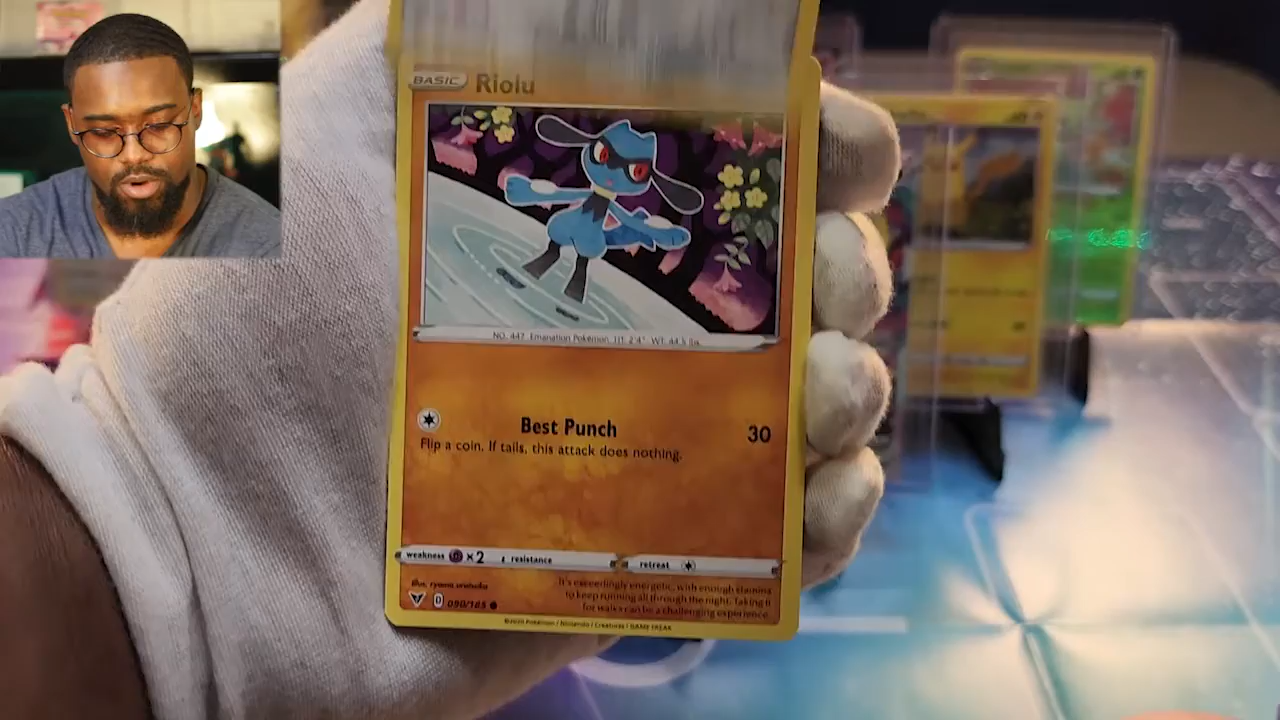 BASIC Riolu
NO. 447 Emanation Pokémon HT: 2'4" WT: 44.5 lbs.
Best Punch 30
Flip a coin. If tails, this attack does nothing.
weakness ×2 resistance retreat
Illus. ryoma uratsuka
D 090/185
It's exceedingly energetic, with enough stamina
to keep running all through the night. Taking it
for walks can be a challenging experience.
©2020 Pokémon / Nintendo / Creatures / GAME FREAK